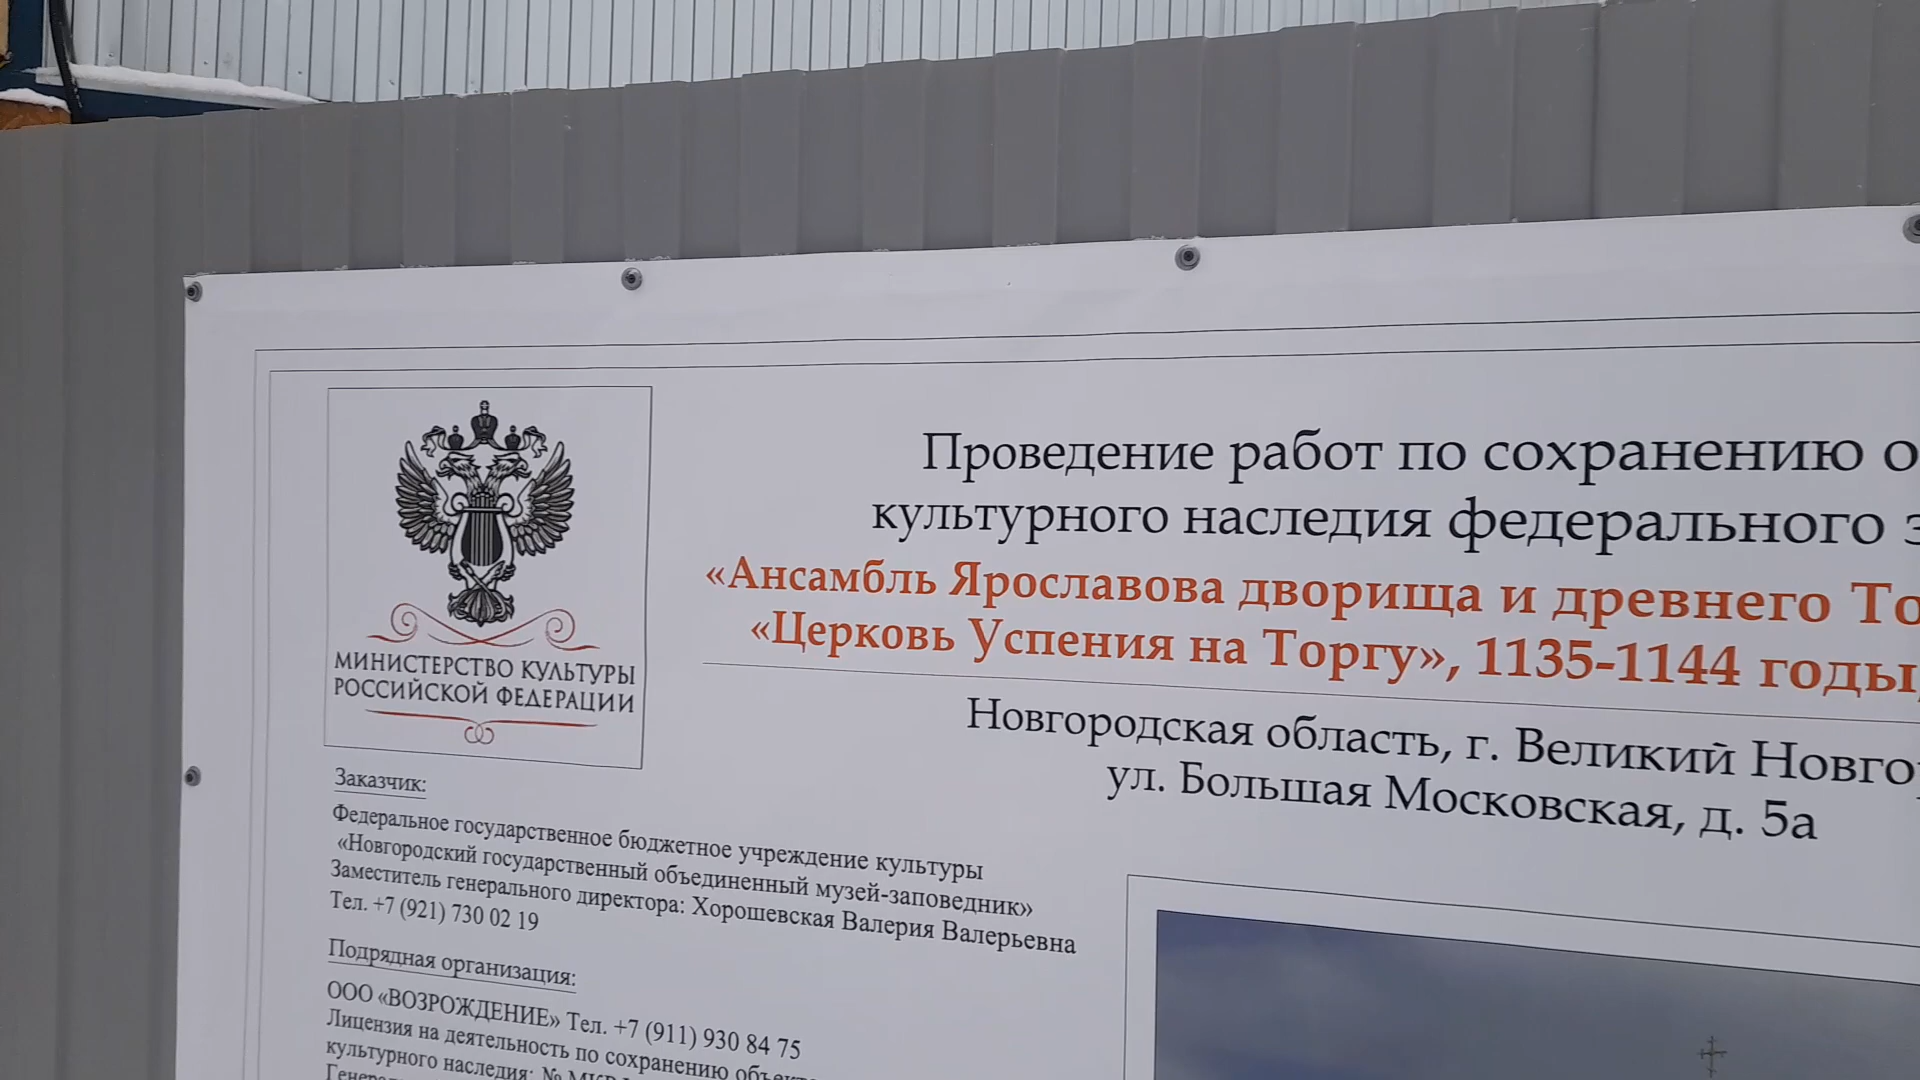 МИНИСТЕРСТВО КУЛЬТУРЫ
РОССИЙСКОЙ ФЕДЕРАЦИИ
Проведение работ по сохранению
культурного наследия федерального
«Ансамбль Ярославова дворища и древнего
«Церковь Успения на Торгу», 1135-1144 годы,
Новгородская область, г. Великий
ул. Большая Московская, д. 5а
Заказчик:
Федеральное государственное бюджетное учреждение культуры
«Новгородский государственный объединенный музей-заповедник»
Заместитель генерального директора: Хорошевская Валерия Валерьевна
Тел. +7 (921) 730 02 19
Подрядная организация:
ООО «ВОЗРОЖДЕНИЕ» Тел. +7 (911) 930 84 75
Лицензия на деятельность по сохранению
культурного наследия: №